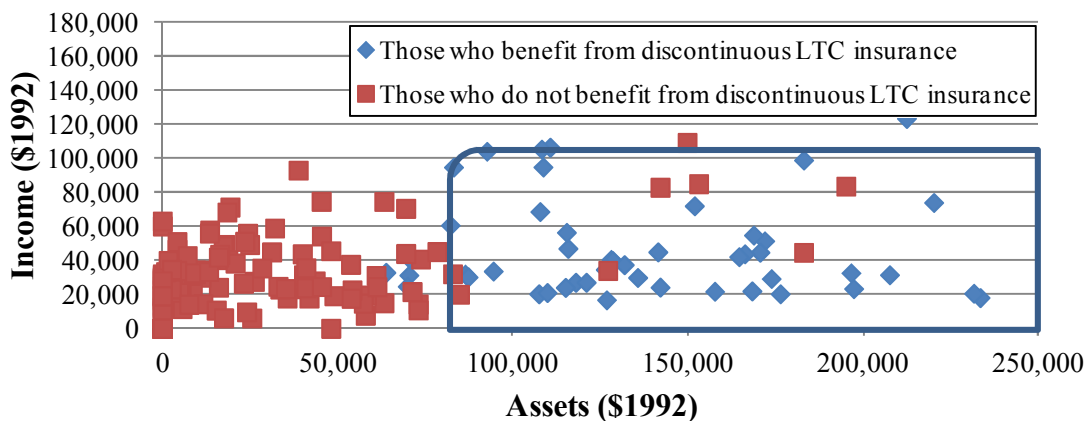 Income ($1992)
180,000
160,000
140,000
120,000
100,000
80,000
60,000
40,000
20,000
0
Those who benefit from discontinuous LTC insurance
Those who do not benefit from discontinuous LTC insurance
0 50,000 100,000 150,000 200,000 250,000
Assets ($1992)